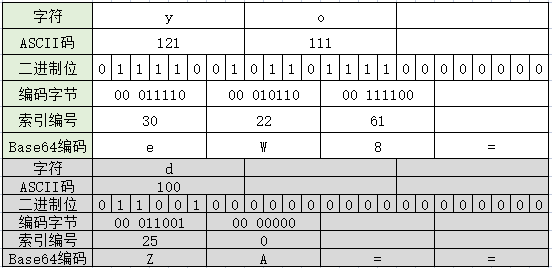 字符 y o
ASCII码 121 111
二进制位 0 1 1 1 1 0 0 1 0 1 1 0 1 1 1 1 0 0 0 0 0 0 0 0
编码字节 00 011110 00 010110 00 111100
索引编号 30 22 61
Base64编码 e W 8 =
字符 d
ASCII码 100
二进制位 0 1 1 0 0 1 0 0 0 0 0 0 0 0 0 0 0 0 0 0 0 0 0 0
编码字节 00 011001 00 00000
索引编号 25 0
Base64编码 Z A = =